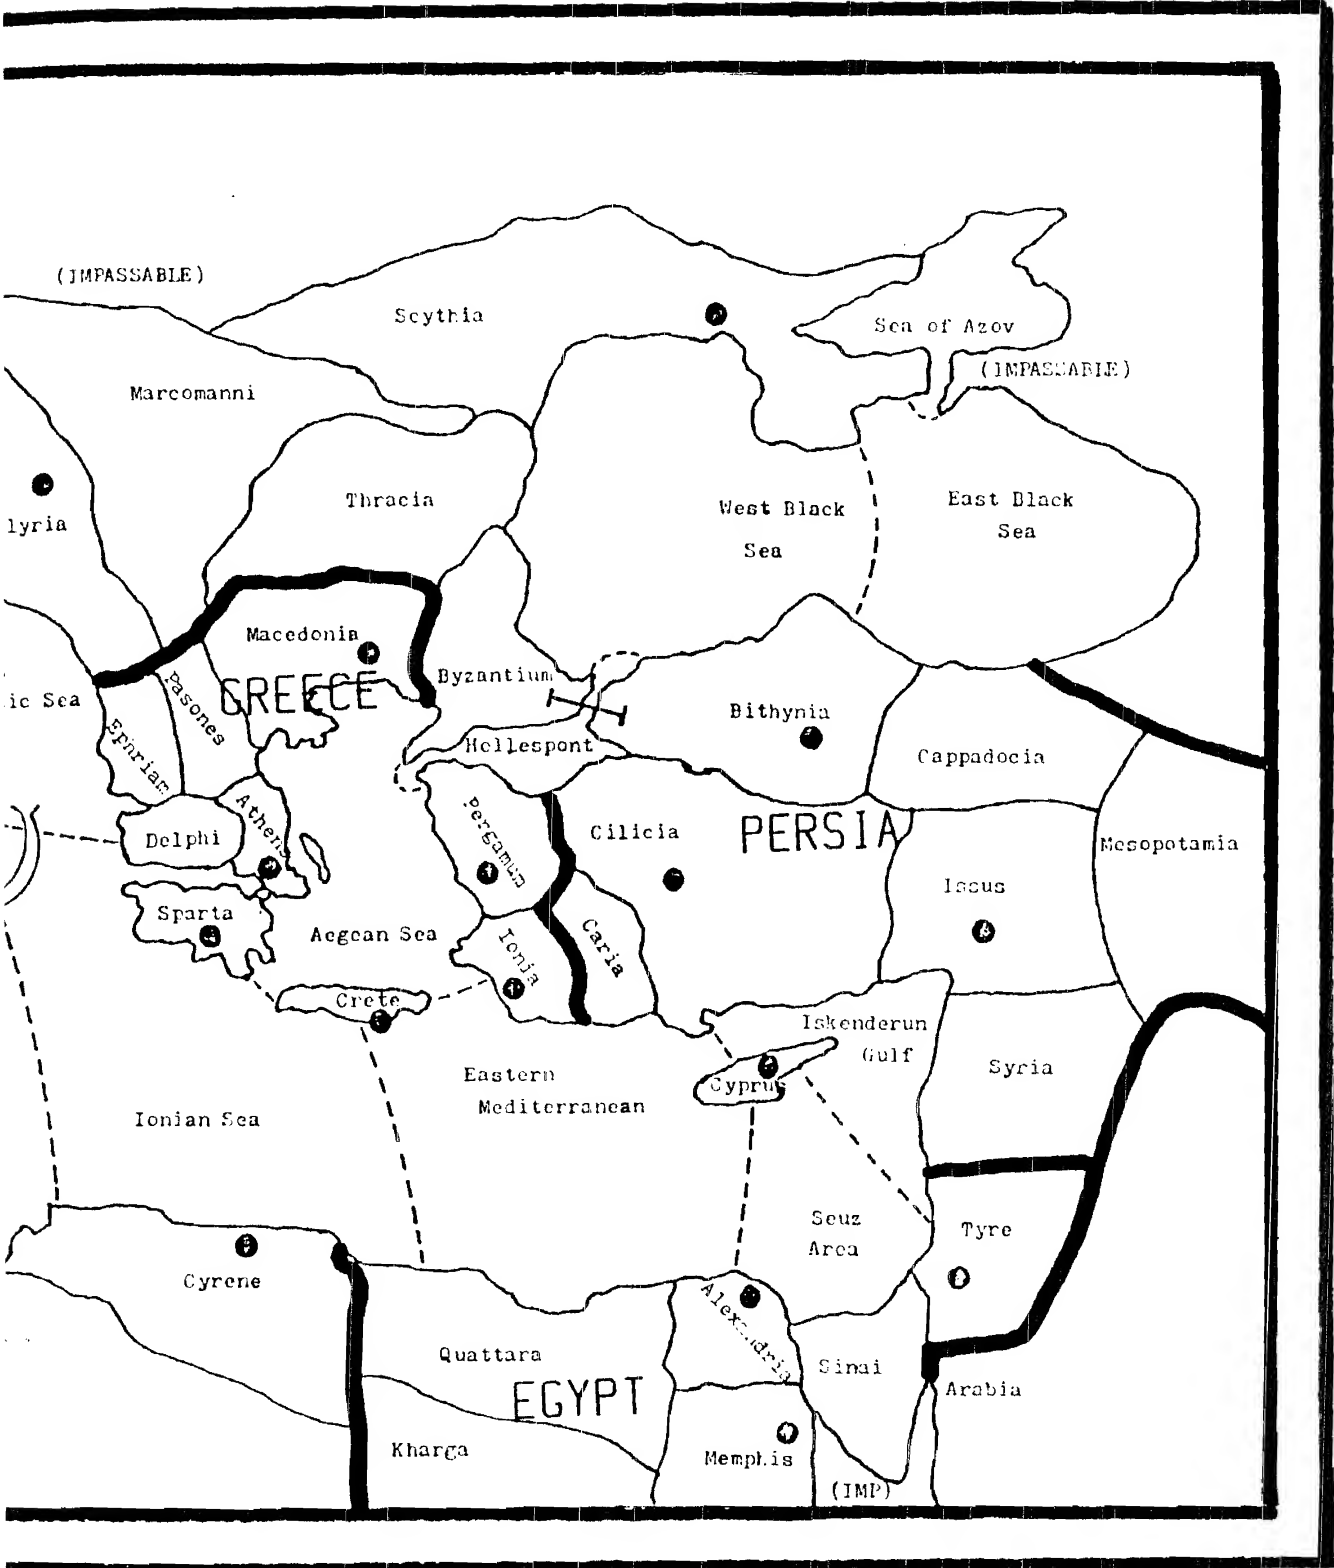 (IMPASSABLE)
Scythia
Sea of Azov
(IMPASSABLE)
Marcomanni
Thracia
West Black
Sea
East Black
Sea
lyria
Macedonia
GREECE
Byzantium
ic Sea
Pasones
Ephriam
Hellespont
Bithynia
Cappadocia
Delphi
Athens
Pergamum
Cilicia
PERSIA
Mesopotamia
Issus
Sparta
Aegean Sea
Ionia
Caria
Crete
Iskenderun
Gulf
Cyprus
Syria
Eastern
Mediterranean
Ionian Sea
Seuz
Area
Tyre
Cyrene
Alexandria
Quattara
Sinai
EGYPT
Arabia
Kharga
Memphis
(IMP)